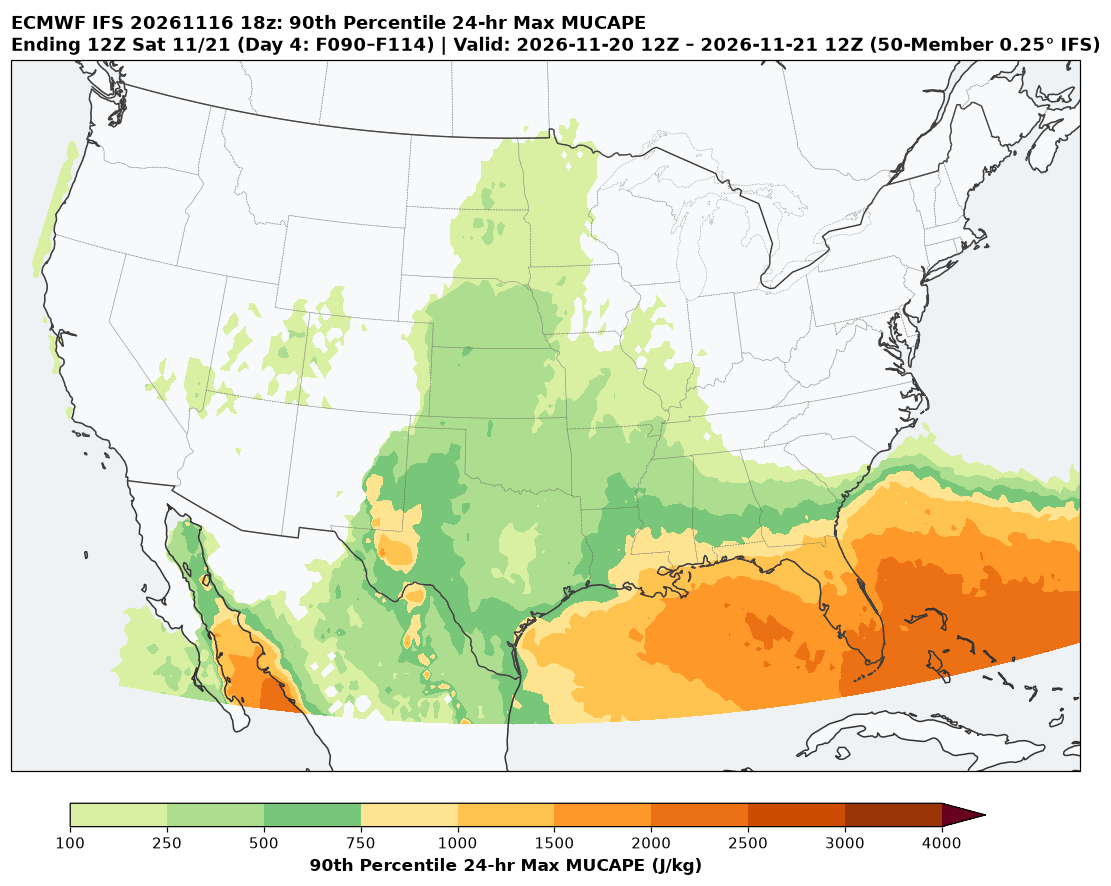 ECMWF IFS 20261116 18z: 90th Percentile 24-hr Max MUCAPE
Ending 12Z Sat 11/21 (Day 4: F090–F114) | Valid: 2026-11-20 12Z – 2026-11-21 12Z (50-Member 0.25° IFS)
100 250 500 750 1000 1500 2000 2500 3000 4000
90th Percentile 24-hr Max MUCAPE (J/kg)